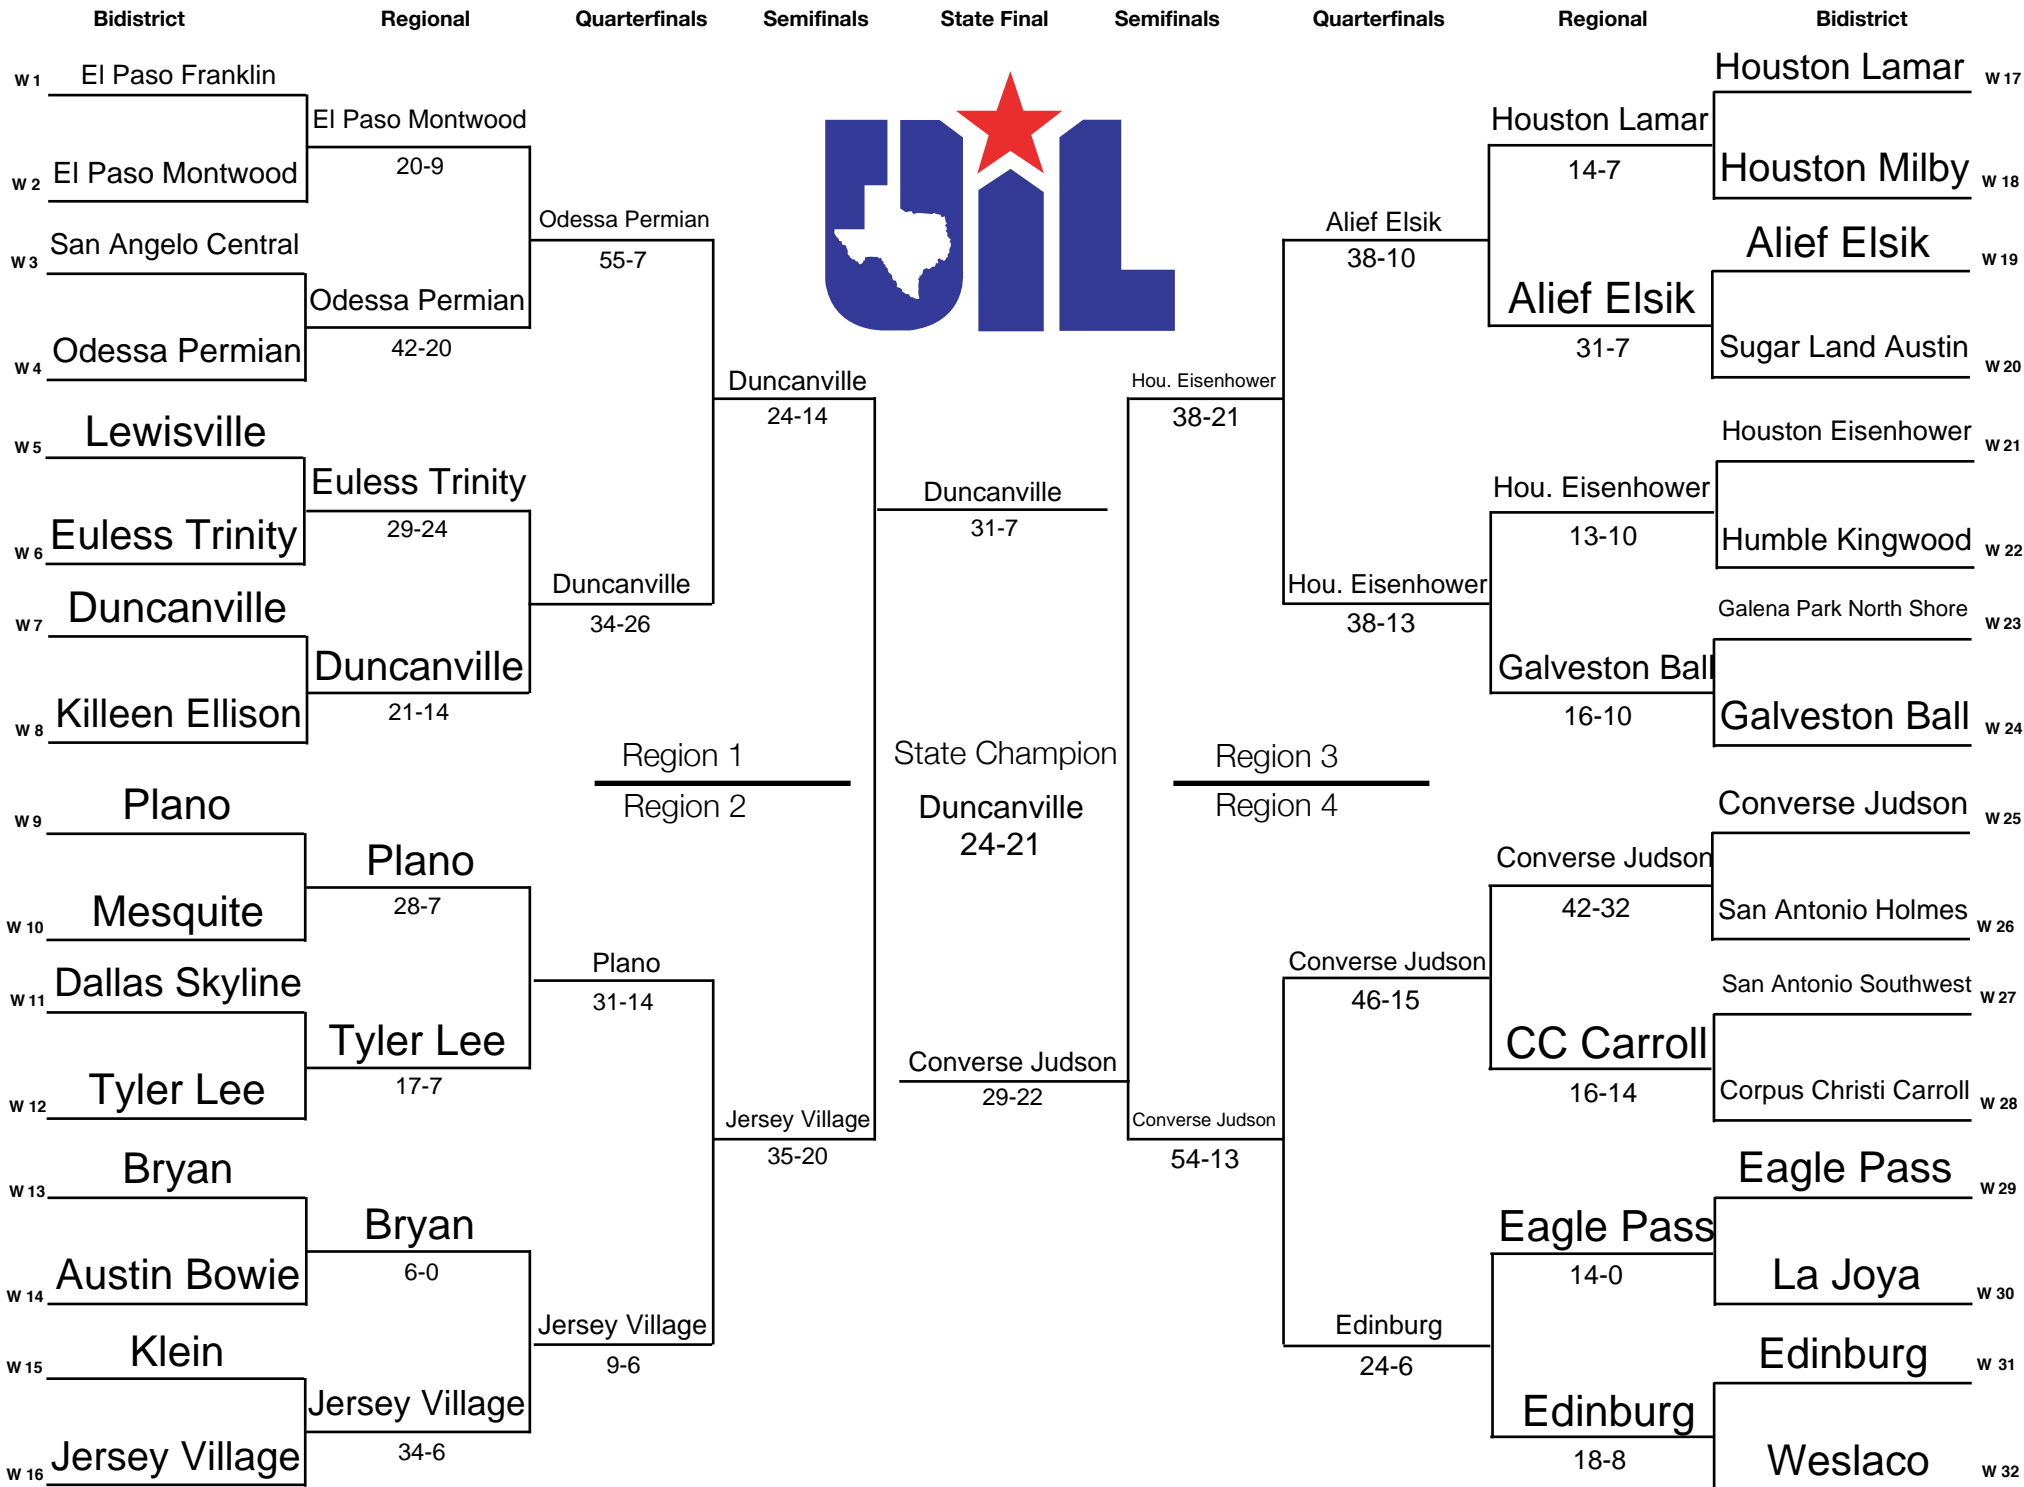 Bidistrict Regional Quarterfinals Semifinals State Final Semifinals Quarterfinals Regional Bidistrict
W 1 El Paso Franklin
El Paso Montwood
20-9
W 2 El Paso Montwood
Odessa Permian
55-7
W 3 San Angelo Central
Odessa Permian
42-20
W 4 Odessa Permian
Duncanville
24-14
W 5 Lewisville
Euless Trinity
29-24
W 6 Euless Trinity
Duncanville
34-26
W 7 Duncanville
Duncanville
21-14
W 8 Killeen Ellison
Region 1
Region 2
W 9 Plano
Plano
28-7
W 10 Mesquite
Plano
31-14
W 11 Dallas Skyline
Tyler Lee
17-7
W 12 Tyler Lee
Jersey Village
35-20
W 13 Bryan
Bryan
6-0
W 14 Austin Bowie
Jersey Village
9-6
W 15 Klein
Jersey Village
34-6
W 16 Jersey Village
UIL
Duncanville
31-7
State Champion
Duncanville
24-21
Converse Judson
29-22
Houston Lamar W 17
Houston Lamar
14-7
Houston Milby W 18
Alief Elsik
38-10
Alief Elsik W 19
Alief Elsik
31-7
Sugar Land Austin W 20
Hou. Eisenhower
38-21
Houston Eisenhower W 21
Hou. Eisenhower
13-10
Humble Kingwood W 22
Hou. Eisenhower
38-13
Galena Park North Shore W 23
Galveston Ball
16-10
Galveston Ball W 24
Region 3
Region 4
Converse Judson W 25
Converse Judson
42-32
San Antonio Holmes W 26
Converse Judson
46-15
San Antonio Southwest W 27
CC Carroll
16-14
Corpus Christi Carroll W 28
Converse Judson
54-13
Eagle Pass W 29
Eagle Pass
14-0
La Joya W 30
Edinburg
24-6
Edinburg W 31
Edinburg
18-8
Weslaco W 32